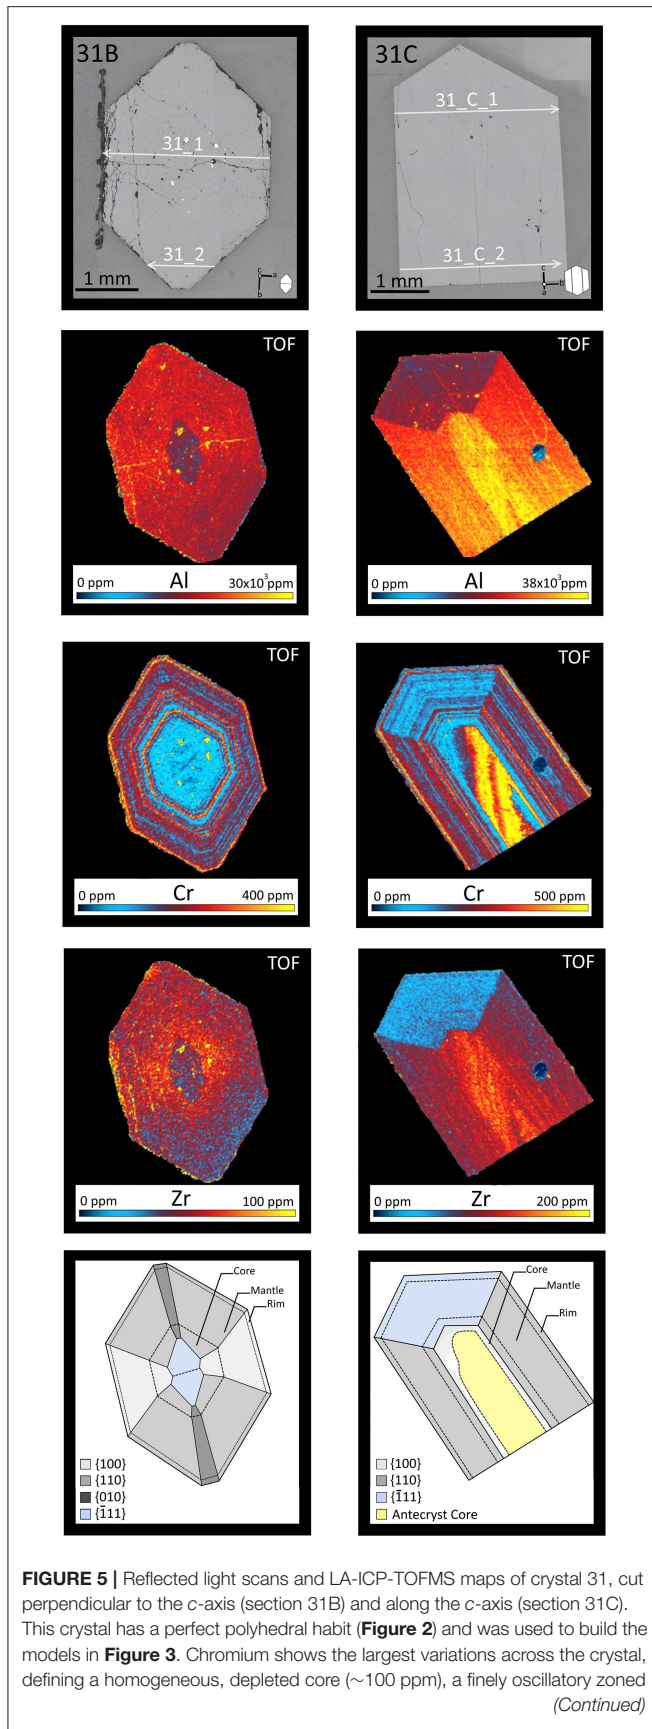 31B
31_1
31_2
1 mm
c
a
b
31C
31_C_1
31_C_2
1 mm
c
b
a
TOF
0 ppm Al 30x10³ppm
TOF
0 ppm Al 38x10³ppm
TOF
0 ppm Cr 400 ppm
TOF
0 ppm Cr 500 ppm
TOF
0 ppm Zr 100 ppm
TOF
0 ppm Zr 200 ppm
Core
Mantle
Rim
{100}
{110}
{010}
{1̄11}
Core
Mantle
Rim
{100}
{110}
{1̄11}
Antecryst Core
FIGURE 5 | Reflected light scans and LA-ICP-TOFMS maps of crystal 31, cut
perpendicular to the c-axis (section 31B) and along the c-axis (section 31C).
This crystal has a perfect polyhedral habit (Figure 2) and was used to build the
models in Figure 3. Chromium shows the largest variations across the crystal,
defining a homogeneous, depleted core (∼100 ppm), a finely oscillatory zoned
(Continued)